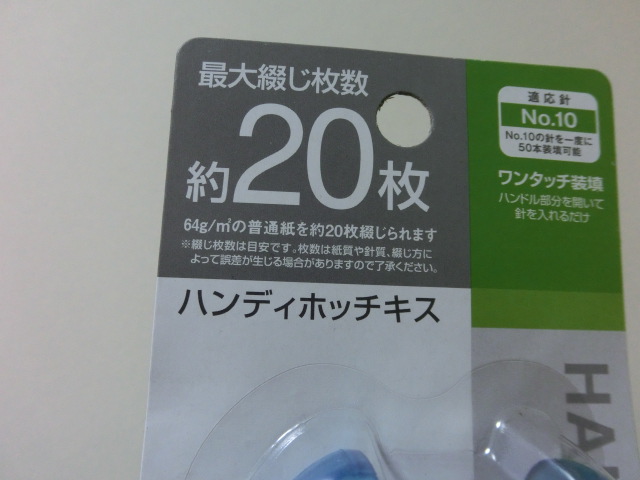 最大綴じ枚数
約20枚
64g/㎡の普通紙を約20枚綴じられます
※綴じ枚数は目安です。枚数は紙質や針質、綴じ方に
よって誤差が生じる場合がありますので了承ください。
ハンディホッチキス
適応針
No.10
No.10の針を一度に
50本装填可能
ワンタッチ装填
ハンドル部分を開いて
針を入れるだけ
HA